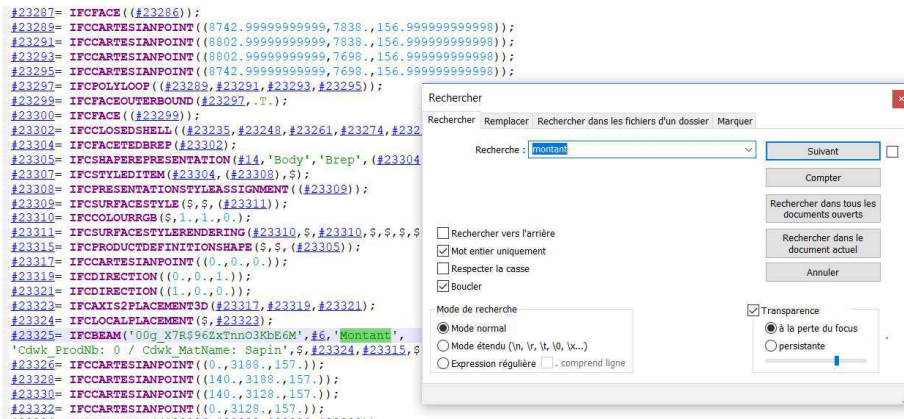 #23287= IFCFACE((#23286));
#23289= IFCCARTESIANPOINT((8742.99999999999,7838.,156.999999999998));
#23291= IFCCARTESIANPOINT((8802.99999999999,7838.,156.999999999998));
#23293= IFCCARTESIANPOINT((8802.99999999999,7698.,156.999999999998));
#23295= IFCCARTESIANPOINT((8742.99999999999,7698.,156.999999999998));
#23297= IFCPOLYLOOP((#23289,#23291,#23293,#23295));
#23299= IFCFACEOUTERBOUND(#23297,.T.);
#23300= IFCFACE((#23299));
#23302= IFCCLOSEDSHELL((#23235,#23248,#23261,#23274,#232
#23304= IFCFACETEDBREP(#23302);
#23305= IFCSHAPEREPRESENTATION(#14,'Body','Brep',(#23304
#23307= IFCSTYLEDITEM(#23304,(#23308),$);
#23308= IFCPRESENTATIONSTYLEASSIGNMENT((#23309));
#23309= IFCSURFACESTYLE($,$,(#23311));
#23310= IFCCOLOURRGB($,1.,1.,0.);
#23311= IFCSURFACESTYLERENDERING(#23310,$,#23310,$,$,$,$
#23315= IFCPRODUCTDEFINITIONSHAPE($,$,(#23305));
#23317= IFCCARTESIANPOINT((0.,0.,0.));
#23319= IFCDIRECTION((0.,0.,1.));
#23321= IFCDIRECTION((1.,0.,0.));
#23323= IFCAXIS2PLACEMENT3D(#23317,#23319,#23321);
#23324= IFCLOCALPLACEMENT($,#23323);
#23325= IFCBEAM('00g_X7R$96ZxTnnO3KbE6M',#6,'Montant',
'Cdwk_ProdNb: 0 / Cdwk_MatName: Sapin',$,#23324,#23315,$
#23326= IFCCARTESIANPOINT((0.,3188.,157.));
#23328= IFCCARTESIANPOINT((140.,3188.,157.));
#23330= IFCCARTESIANPOINT((140.,3128.,157.));
#23332= IFCCARTESIANPOINT((0.,3128.,157.));
Rechercher
Rechercher Remplacer Rechercher dans les fichiers d'un dossier Marquer
Recherche : montant
Suivant
Compter
Rechercher dans tous les
documents ouverts
Rechercher dans le
document actuel
Annuler
Rechercher vers l'arrière
Mot entier uniquement
Respecter la casse
Boucler
Mode de recherche
Mode normal
Mode étendu (\n, \r, \t, \0, \x...)
Expression régulière . comprend ligne
Transparence
à la perte du focus
persistante